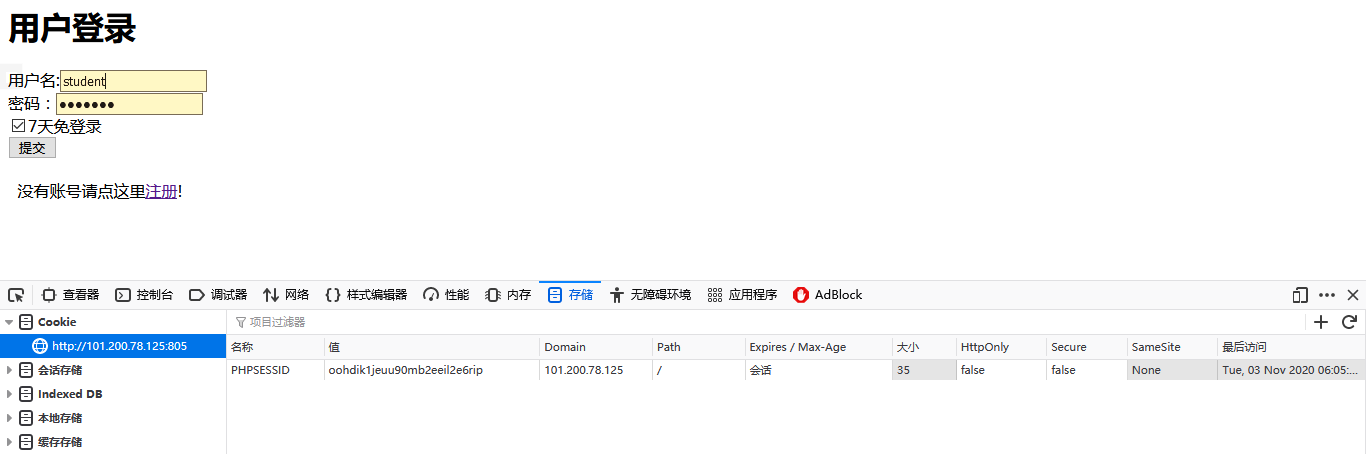 用户登录
用户名:student
密码：●●●●●●●
7天免登录
提交
没有账号请点这里注册!
查看器 控制台 调试器 网络 样式编辑器 性能 内存 存储 无障碍环境 应用程序 AdBlock
Cookie 项目过滤器
http://101.200.78.125:805 名称 值 Domain Path Expires / Max-Age 大小 HttpOnly Secure SameSite 最后访问
会话存储 PHPSESSID oohdik1jeuu90mb2eeil2e6rip 101.200.78.125 / 会话 35 false false None Tue, 03 Nov 2020 06:05:...
Indexed DB
本地存储
缓存存储